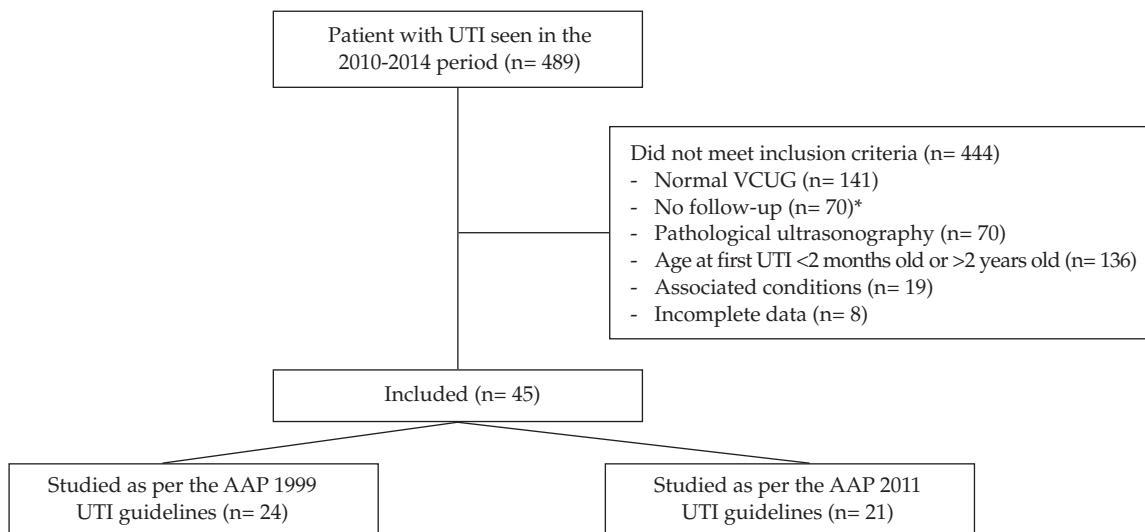 Patient with UTI seen in the
2010-2014 period (n= 489)
Did not meet inclusion criteria (n= 444)
- Normal VCUG (n= 141)
- No follow-up (n= 70)*
- Pathological ultrasonography (n= 70)
- Age at first UTI <2 months old or >2 years old (n= 136)
- Associated conditions (n= 19)
- Incomplete data (n= 8)
Included (n= 45)
Studied as per the AAP 1999
UTI guidelines (n= 24)
Studied as per the AAP 2011
UTI guidelines (n= 21)